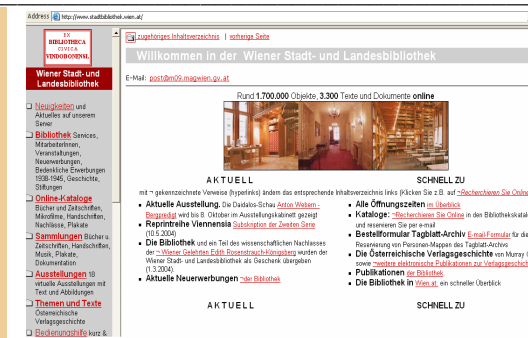 Address http://www.stadtbibliothek.wien.at/
EX
BIBLIOTHECA
CIVICA
VINDOBONENSI.
Wiener Stadt- und
Landesbibliothek
Neuigkeiten und
Aktuelles auf unserem
Server
Bibliothek Services,
MitarbeiterInnen,
Veranstaltungen,
Neuerwerbungen,
Bedenkliche Erwerbungen
1938-1945, Geschichte,
Stiftungen
Online-Kataloge
Bücher und Zeitschriften,
Mikrofilme, Handschriften,
Nachlässe, Plakate
Sammlungen Bücher u.
Zeitschriften, Handschriften,
Musik, Plakate,
Dokumentation
Ausstellungen 18
virtuelle Ausstellungen mit
Text und Abbildungen
Themen und Texte
Österreichische
Verlagsgeschichte
Bedienungshilfe kurz &
zugehöriges Inhaltsverzeichnis | vorherige Seite
Willkommen in der Wiener Stadt-und Landesbibliothek
E-Mail: post@m09.magwien.gv.at
Rund 1.700.000 Objekte, 3.300 Texte und Dokumente online
AKTUELL
SCHNELL ZU
mit ¬ gekennzeichnete Verweise (hyperlinks) ändern das entsprechende Inhaltsverzeichnis links (Klicken Sie z.B. auf ¬Recherchieren Sie Online
Aktuelle Ausstellung. Die Daidalos-Schau Anton Webern -
Bergpredigt wird bis 8. Oktober im Ausstellungskabinett gezeigt
Reprintreihe Viennensia Subskription der Zweiten Serie
(10.5.2004)
Die Bibliothek und ein Teil des wissenschaftlichen Nachlasses
der ¬ Wiener Gelehrten Edith Rosenstrauch-Königsberg wurden der
Wiener Stadt- und Landesbibliothek als Geschenk übergeben
(1.3.2004).
Aktuelle Neuerwerbungen ¬der Bibliothek
Alle Öffnungszeiten im Überblick
Kataloge: ¬Recherchieren Sie Online in den Bibliothekskatal
und reservieren Sie per e-mail
Bestellformular Tagblatt-Archiv E-mail-Formular für die
Reservierung von Personen-Mappen des Tagblatt-Archivs
Die Österreichische Verlagsgeschichte von Murray
sowie ¬weitere elektronische Publikationen zur Verlagsgeschicht
Publikationen der Bibliothek
Die Bibliothek in Wien.at: ein schneller Überblick
AKTUELL
SCHNELL ZU